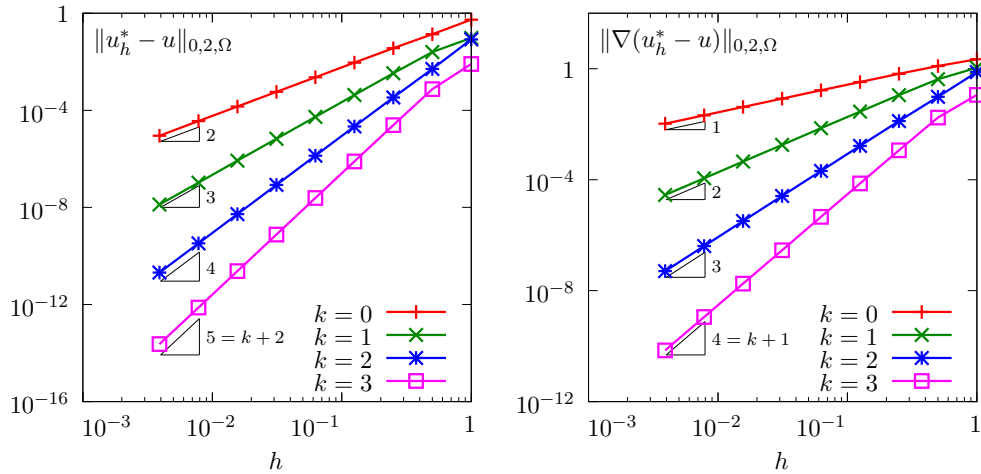 ‖u*ₕ − u‖₀,₂,Ω
1
10⁻⁴
10⁻⁸
10⁻¹²
10⁻¹⁶
2
3
4
5 = k + 2
k = 0
k = 1
k = 2
k = 3
10⁻³
10⁻²
10⁻¹
1
h
‖∇(u*ₕ − u)‖₀,₂,Ω
1
10⁻⁴
10⁻⁸
10⁻¹²
1
2
3
4 = k + 1
k = 0
k = 1
k = 2
k = 3
10⁻³
10⁻²
10⁻¹
1
h